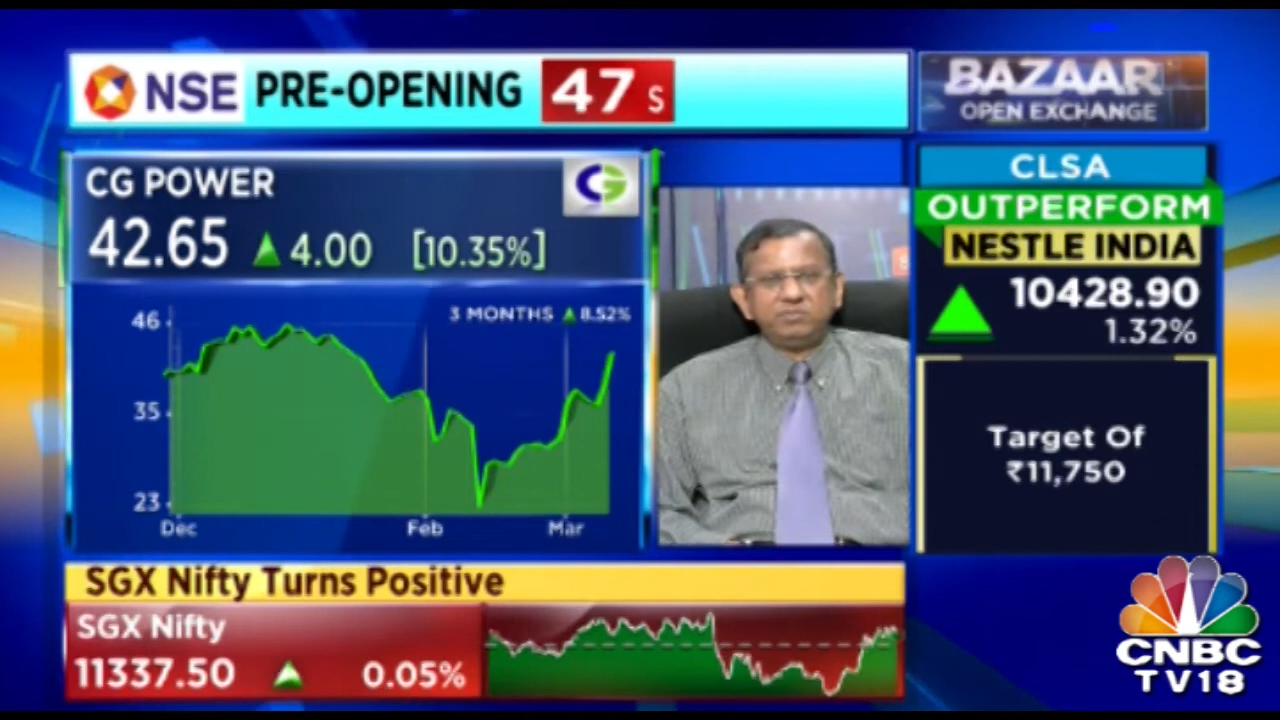 NSE PRE-OPENING 47 S
BAZAAR
OPEN EXCHANGE
CG POWER
CG
42.65 ▲ 4.00 [10.35%]
3 MONTHS ▲ 8.52%
46
35
23
Dec Feb Mar
CLSA
OUTPERFORM
NESTLE INDIA
▲ 10428.90
1.32%
Target Of
₹11,750
SGX Nifty Turns Positive
SGX Nifty
11337.50 ▲ 0.05%
CNBC
TV18